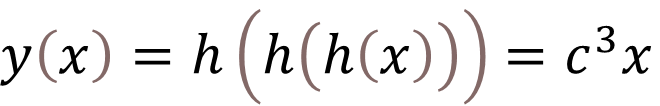 y(x) = h(h(h(x))) = c³x